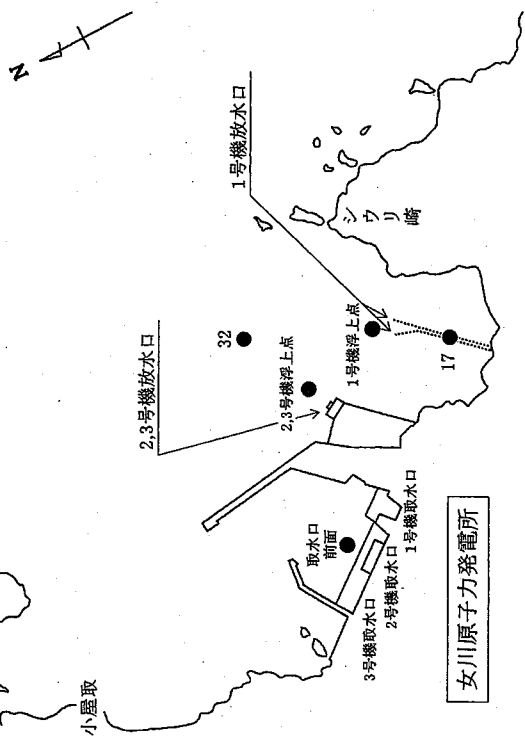 N
1号機放水口
シウリ崎
2,3号機放水口
32
2,3号機浮上点
1号機浮上点
17
取水口
前面
1号機取水口
2号機取水口
3号機取水口
小屋取
女川原子力発電所